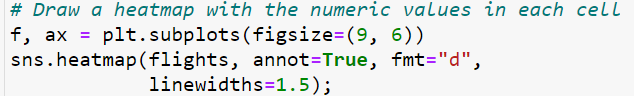 # Draw a heatmap with the numeric values in each cell
f, ax = plt.subplots(figsize=(9, 6))
sns.heatmap(flights, annot=True, fmt="d",
            linewidths=1.5);